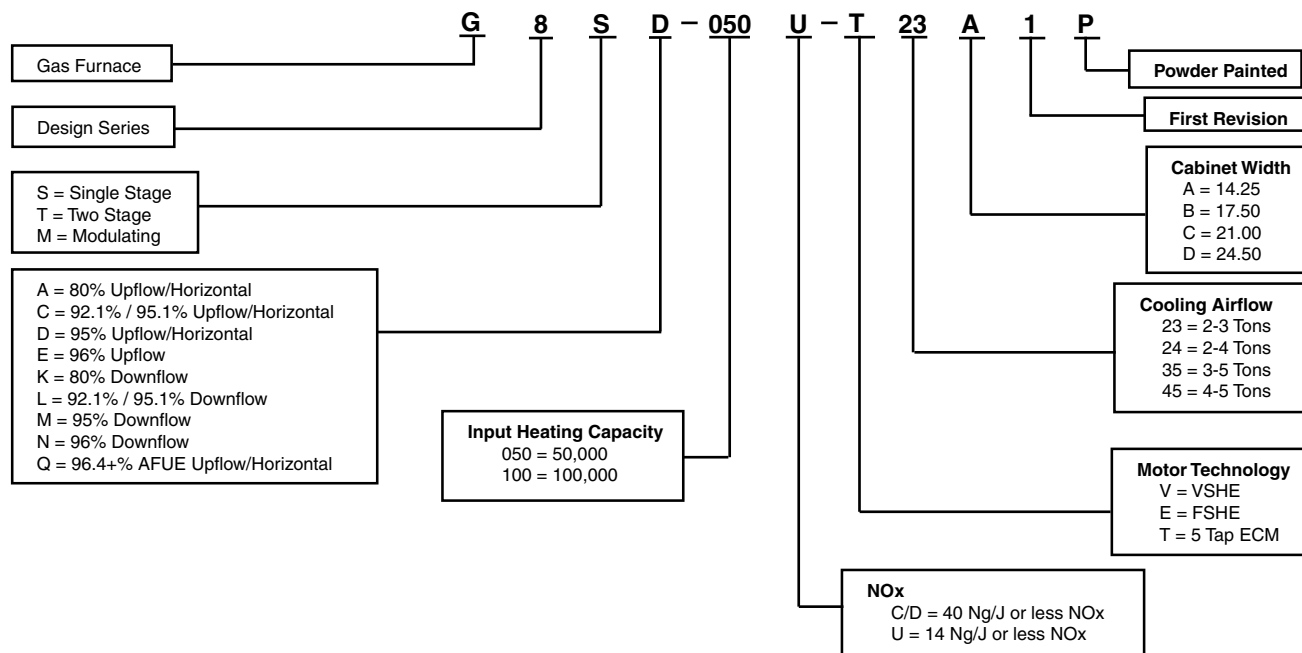 G 8 S D – 050 U – T 23 A 1 P
Gas Furnace
Design Series
S = Single Stage
T = Two Stage
M = Modulating
A = 80% Upflow/Horizontal
C = 92.1% / 95.1% Upflow/Horizontal
D = 95% Upflow/Horizontal
E = 96% Upflow
K = 80% Downflow
L = 92.1% / 95.1% Downflow
M = 95% Downflow
N = 96% Downflow
Q = 96.4+% AFUE Upflow/Horizontal
Input Heating Capacity
050 = 50,000
100 = 100,000
Powder Painted
First Revision
Cabinet Width
A = 14.25
B = 17.50
C = 21.00
D = 24.50
Cooling Airflow
23 = 2-3 Tons
24 = 2-4 Tons
35 = 3-5 Tons
45 = 4-5 Tons
Motor Technology
V = VSHE
E = FSHE
T = 5 Tap ECM
NOx
C/D = 40 Ng/J or less NOx
U = 14 Ng/J or less NOx